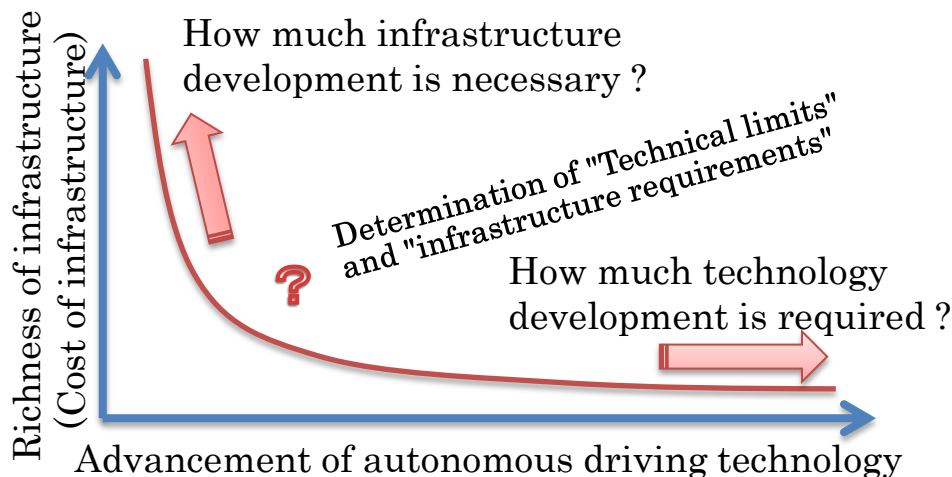 Richness of infrastructure
(Cost of infrastructure)
How much infrastructure
development is necessary ?
Determination of "Technical limits"
and "infrastructure requirements"
?
How much technology
development is required ?
Advancement of autonomous driving technology